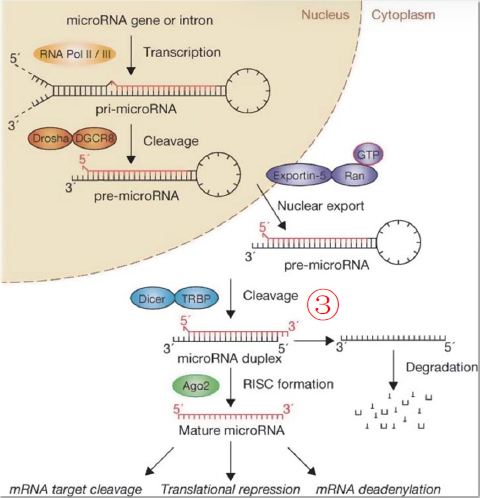 microRNA gene or intron
Nucleus
Cytoplasm
RNA Pol II / III
Transcription
5´
3´
pri-microRNA
Drosha
DGCR8
Cleavage
5´
3´
pre-microRNA
GTP
Exportin-5
Ran
Nuclear export
5´
3´
pre-microRNA
Dicer
TRBP
Cleavage
③
5´
3´
3´
5´
microRNA duplex
3´
5´
Degradation
Ago2
RISC formation
5´
3´
Mature microRNA
mRNA target cleavage
Translational repression
mRNA deadenylation